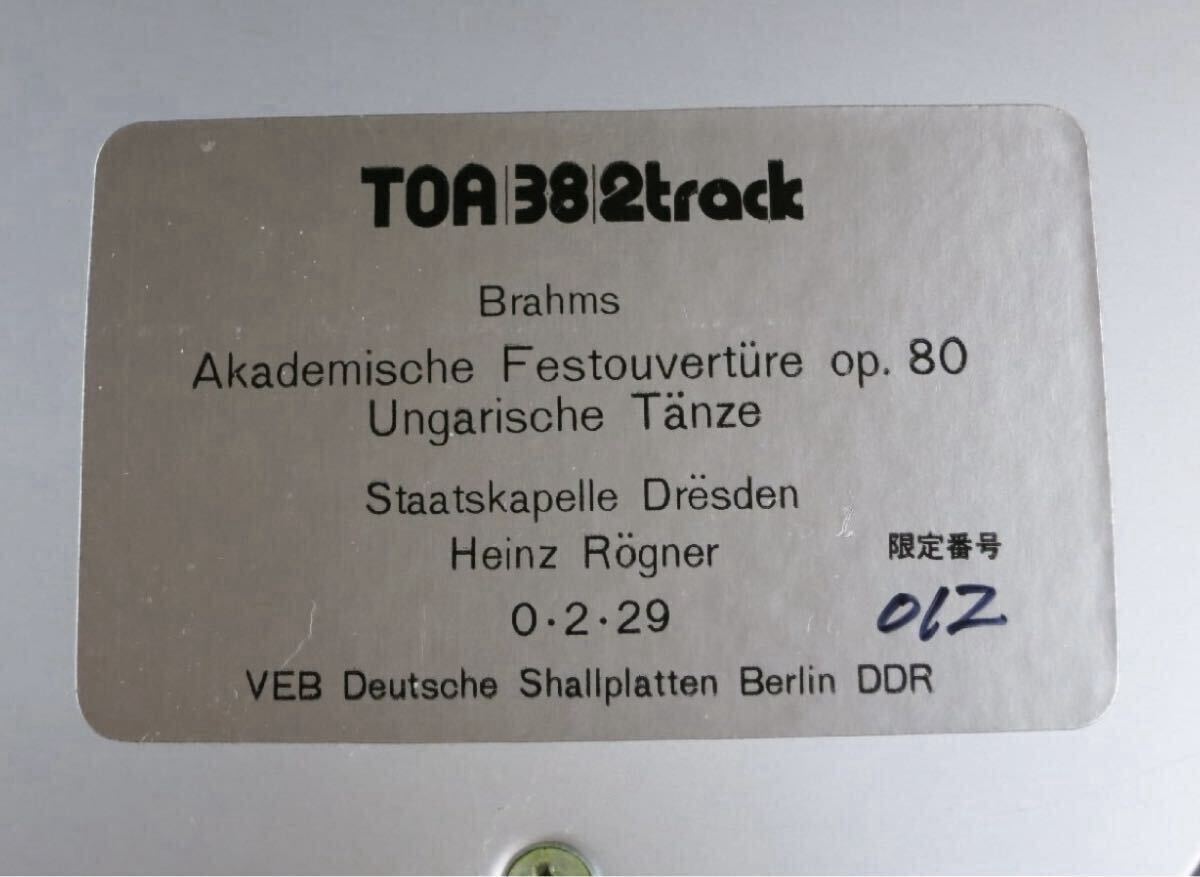 TOA|38|2track
Brahms
Akademische Festouvertüre op. 80
Ungarische Tänze
Staatskapelle Drësden
Heinz Rögner
限定番号
0·2·29
012
VEB Deutsche Shallplatten Berlin DDR